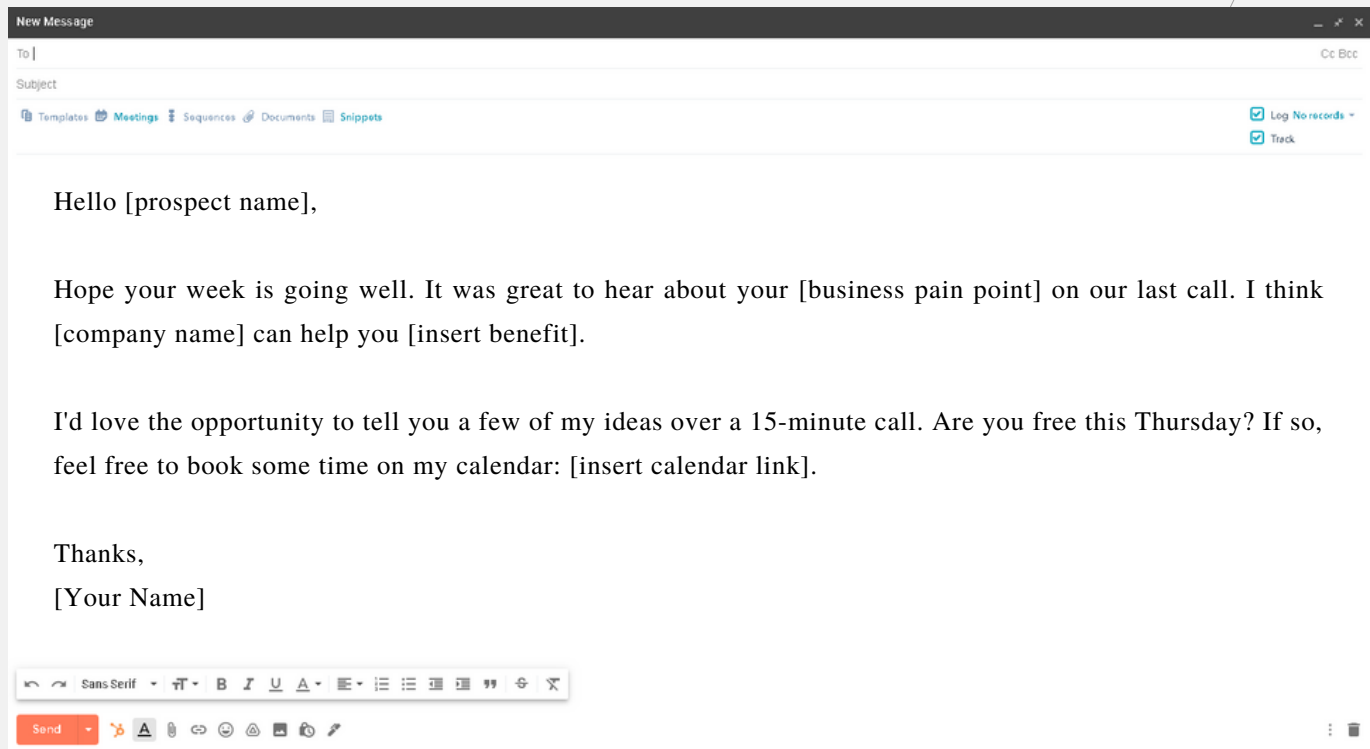 New Message
To
Cc Bcc
Subject
Templates Meetings Sequences Documents Snippets
Log No records
Track
Hello [prospect name],
Hope your week is going well. It was great to hear about your [business pain point] on our last call. I think
[company name] can help you [insert benefit].
I'd love the opportunity to tell you a few of my ideas over a 15-minute call. Are you free this Thursday? If so,
feel free to book some time on my calendar: [insert calendar link].
Thanks,
[Your Name]
Sans Serif
Send